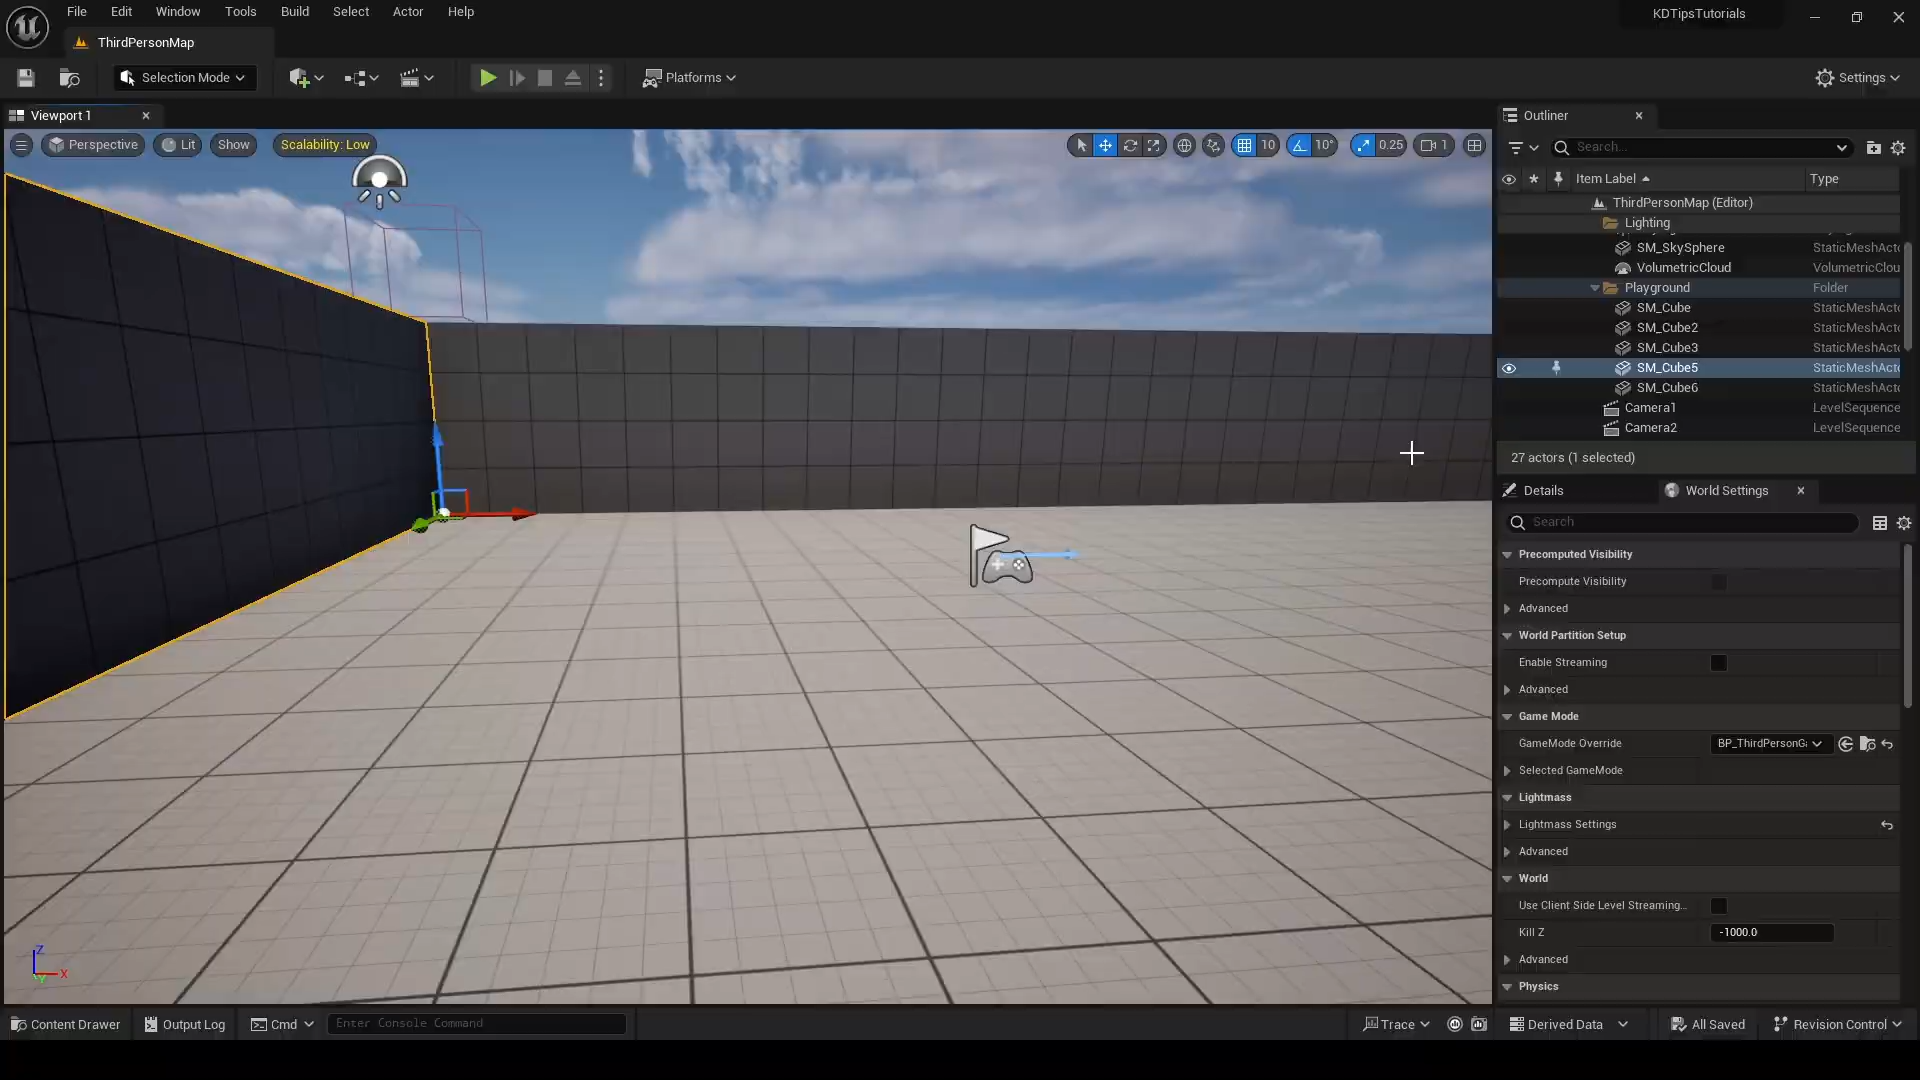 File Edit Window Tools Build Select Actor Help KDTipsTutorials
ThirdPersonMap
Selection Mode Platforms Settings
Viewport 1 Outliner
Perspective Lit Show Scalability: Low 10 10° 0.25 1 Search...
Item Label Type
ThirdPersonMap (Editor)
Lighting
SM_SkySphere StaticMeshActo
VolumetricCloud VolumetricClou
Playground Folder
SM_Cube StaticMeshActo
SM_Cube2 StaticMeshActo
SM_Cube3 StaticMeshActo
SM_Cube5 StaticMeshActo
SM_Cube6 StaticMeshActo
Camera1 LevelSequence
Camera2 LevelSequence
27 actors (1 selected)
Details World Settings
Search
Precomputed Visibility
Precompute Visibility
Advanced
World Partition Setup
Enable Streaming
Advanced
Game Mode
GameMode Override BP_ThirdPersonGa
Selected GameMode
Lightmass
Lightmass Settings
Advanced
World
Use Client Side Level Streaming...
Kill Z -1000.0
Advanced
Physics
Z
X
Y
Content Drawer Output Log Cmd Enter Console Command Trace Derived Data All Saved Revision Control